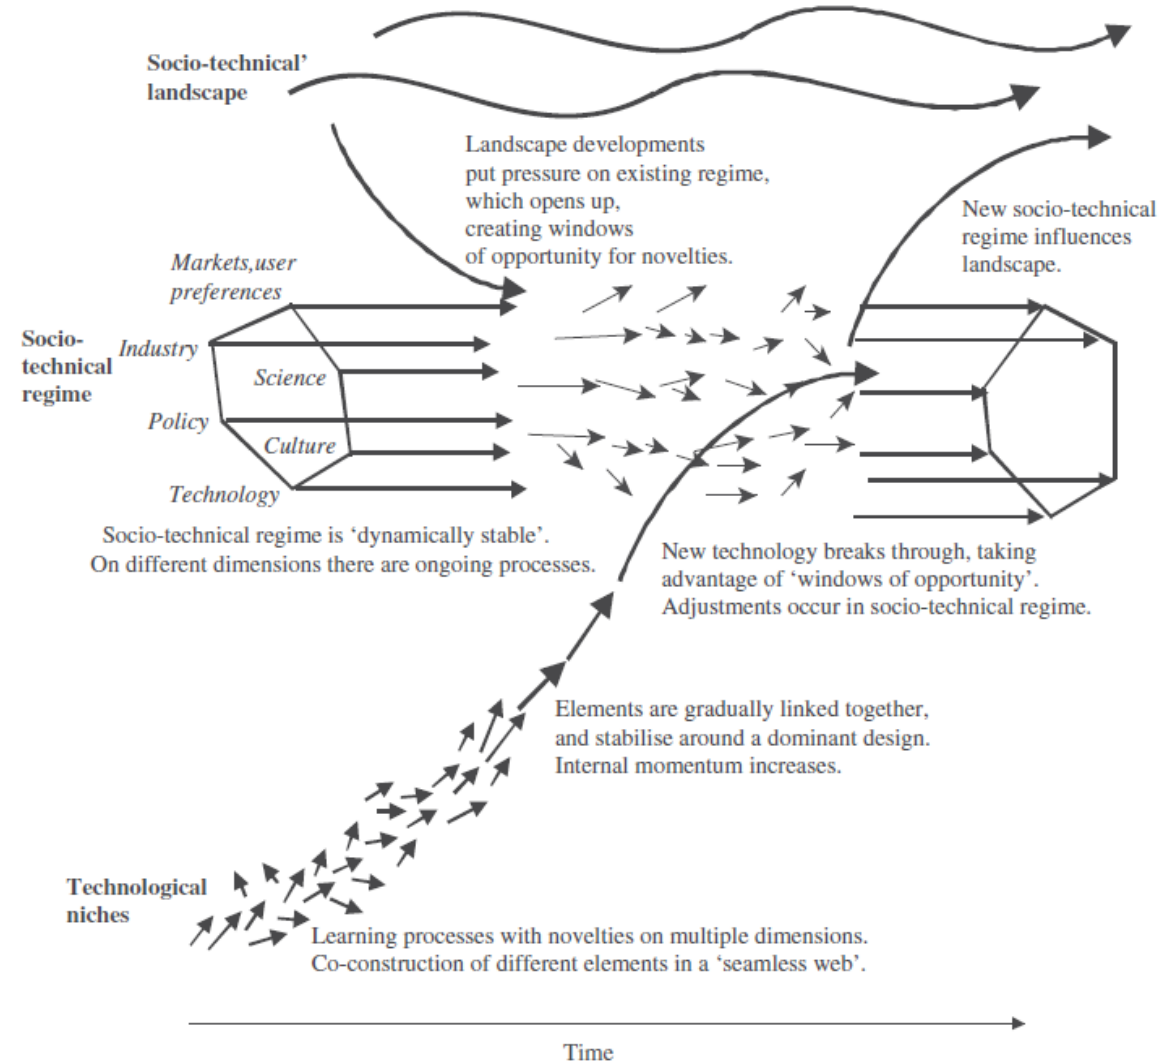 Socio-technical’
landscape
Landscape developments
put pressure on existing regime,
which opens up,
creating windows
of opportunity for novelties.
New socio-technical
regime influences
landscape.
Markets,user
preferences
Socio-
technical
regime
Industry
Science
Policy
Culture
Technology
Socio-technical regime is ‘dynamically stable’.
On different dimensions there are ongoing processes.
New technology breaks through, taking
advantage of ‘windows of opportunity’.
Adjustments occur in socio-technical regime.
Elements are gradually linked together,
and stabilise around a dominant design.
Internal momentum increases.
Technological
niches
Learning processes with novelties on multiple dimensions.
Co-construction of different elements in a ‘seamless web’.
Time